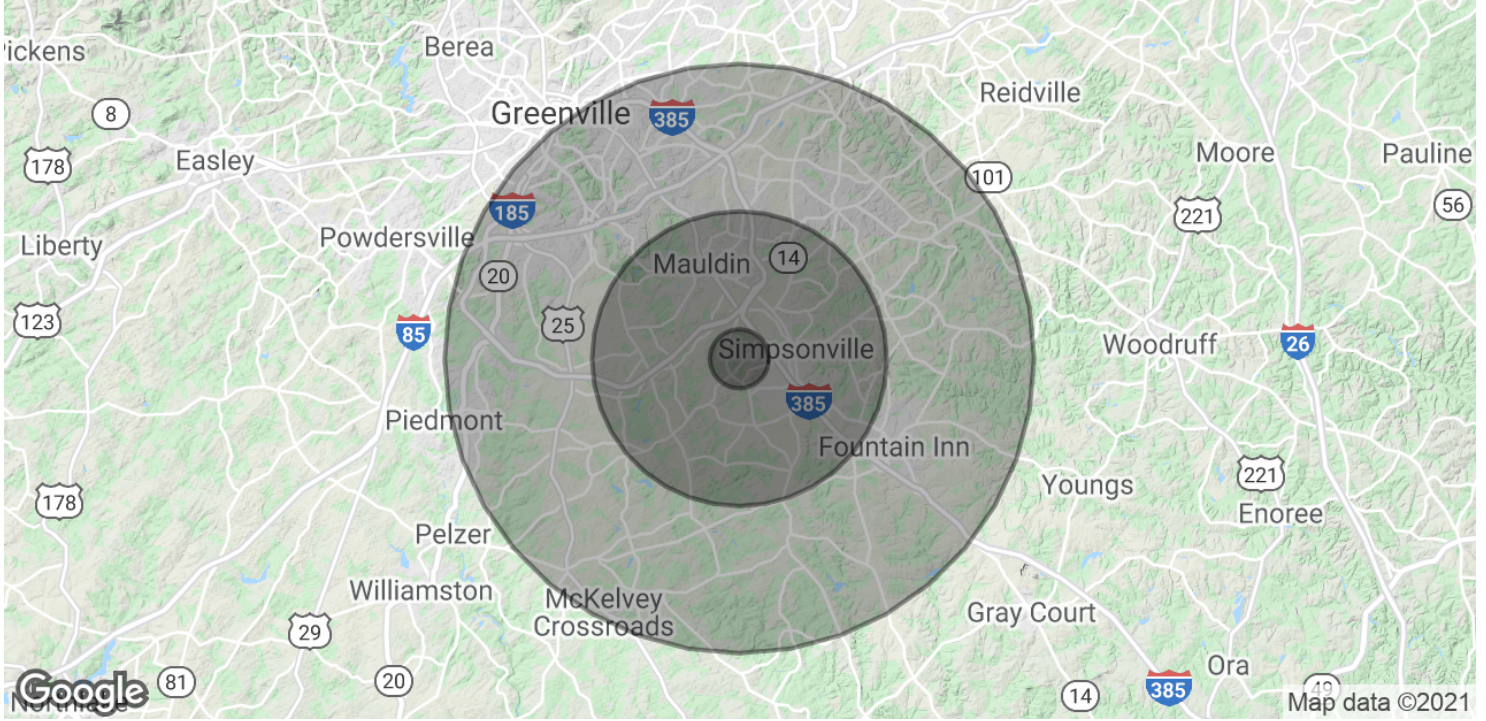 Pickens
Berea
8
Greenville
385
Reidville
178
Easley
Moore
Pauline
101
185
221
56
Liberty
Powdersville
20
Mauldin
14
123
85
25
Simpsonville
Woodruff
26
385
Piedmont
Fountain Inn
178
Youngs
221
Enoree
Pelzer
Williamston
McKelvey
Crossroads
Gray Court
29
Ora
Google
81
20
14
385
49
Map data ©2021